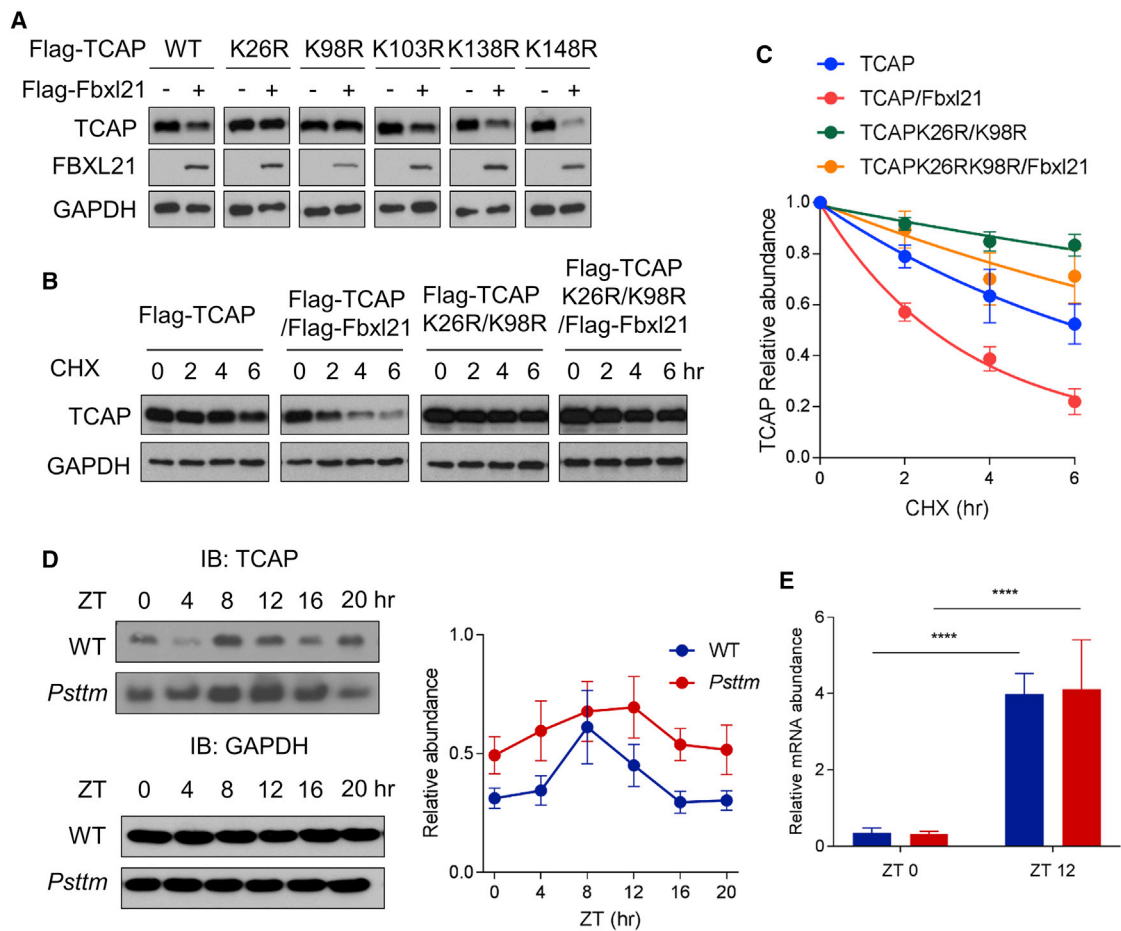 A
Flag-TCAP WT K26R K98R K103R K138R K148R
Flag-Fbxl21 - + - + - + - + - + - +
TCAP
FBXL21
GAPDH
B
Flag-TCAP
Flag-TCAP
/Flag-Fbxl21
Flag-TCAP
K26R/K98R
Flag-TCAP
K26R/K98R
/Flag-Fbxl21
CHX 0 2 4 6 0 2 4 6 0 2 4 6 0 2 4 6 hr
TCAP
GAPDH
C
TCAP
TCAP/Fbxl21
TCAPK26R/K98R
TCAPK26RK98R/Fbxl21
TCAP Relative abundance
1.0
0.8
0.6
0.4
0.2
0.0
0 2 4 6
CHX (hr)
D
IB: TCAP
ZT 0 4 8 12 16 20 hr
WT
Psttm
IB: GAPDH
ZT 0 4 8 12 16 20 hr
WT
Psttm
Relative abundance
1.0
0.5
0.0
WT
Psttm
0 4 8 12 16 20
ZT (hr)
E
Relative mRNA abundance
6
4
2
0
****
****
ZT 0 ZT 12